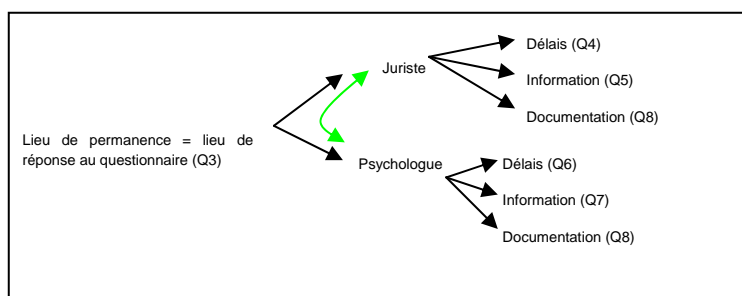 Délais (Q4)
Juriste
Information (Q5)
Documentation (Q8)
Lieu de permanence = lieu de
réponse au questionnaire (Q3)
Psychologue
Délais (Q6)
Information (Q7)
Documentation (Q8)